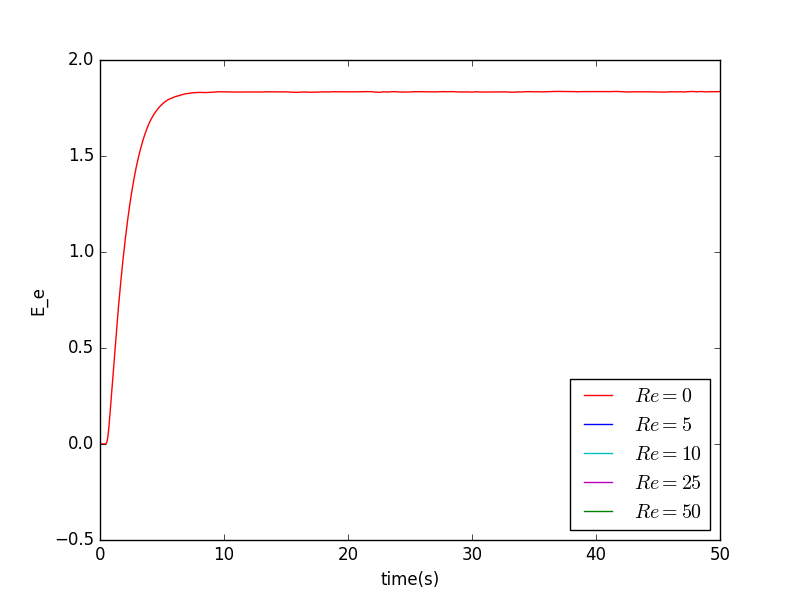 2.0
1.5
1.0
0.5
0.0
−0.5
E_e
0 10 20 30 40 50
time(s)
Re = 0
Re = 5
Re = 10
Re = 25
Re = 50